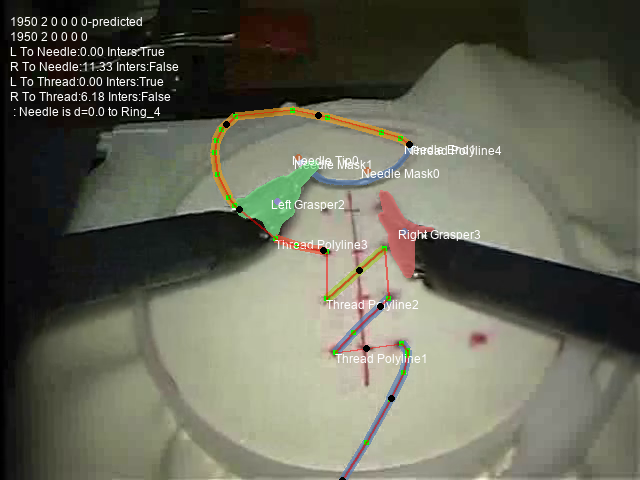 1950 2 0 0 0 0-predicted
1950 2 0 0 0 0
L To Needle:0.00 Inters:True
R To Needle:11.33 Inters:False
L To Thread:0.00 Inters:True
R To Thread:6.18 Inters:False
: Needle is d=0.0 to Ring_4
Thread Polyline4
Needle Tip0
Needle Mask1
Needle Mask0
Left Grasper2
Right Grasper3
Thread Polyline3
Thread Polyline2
Thread Polyline1